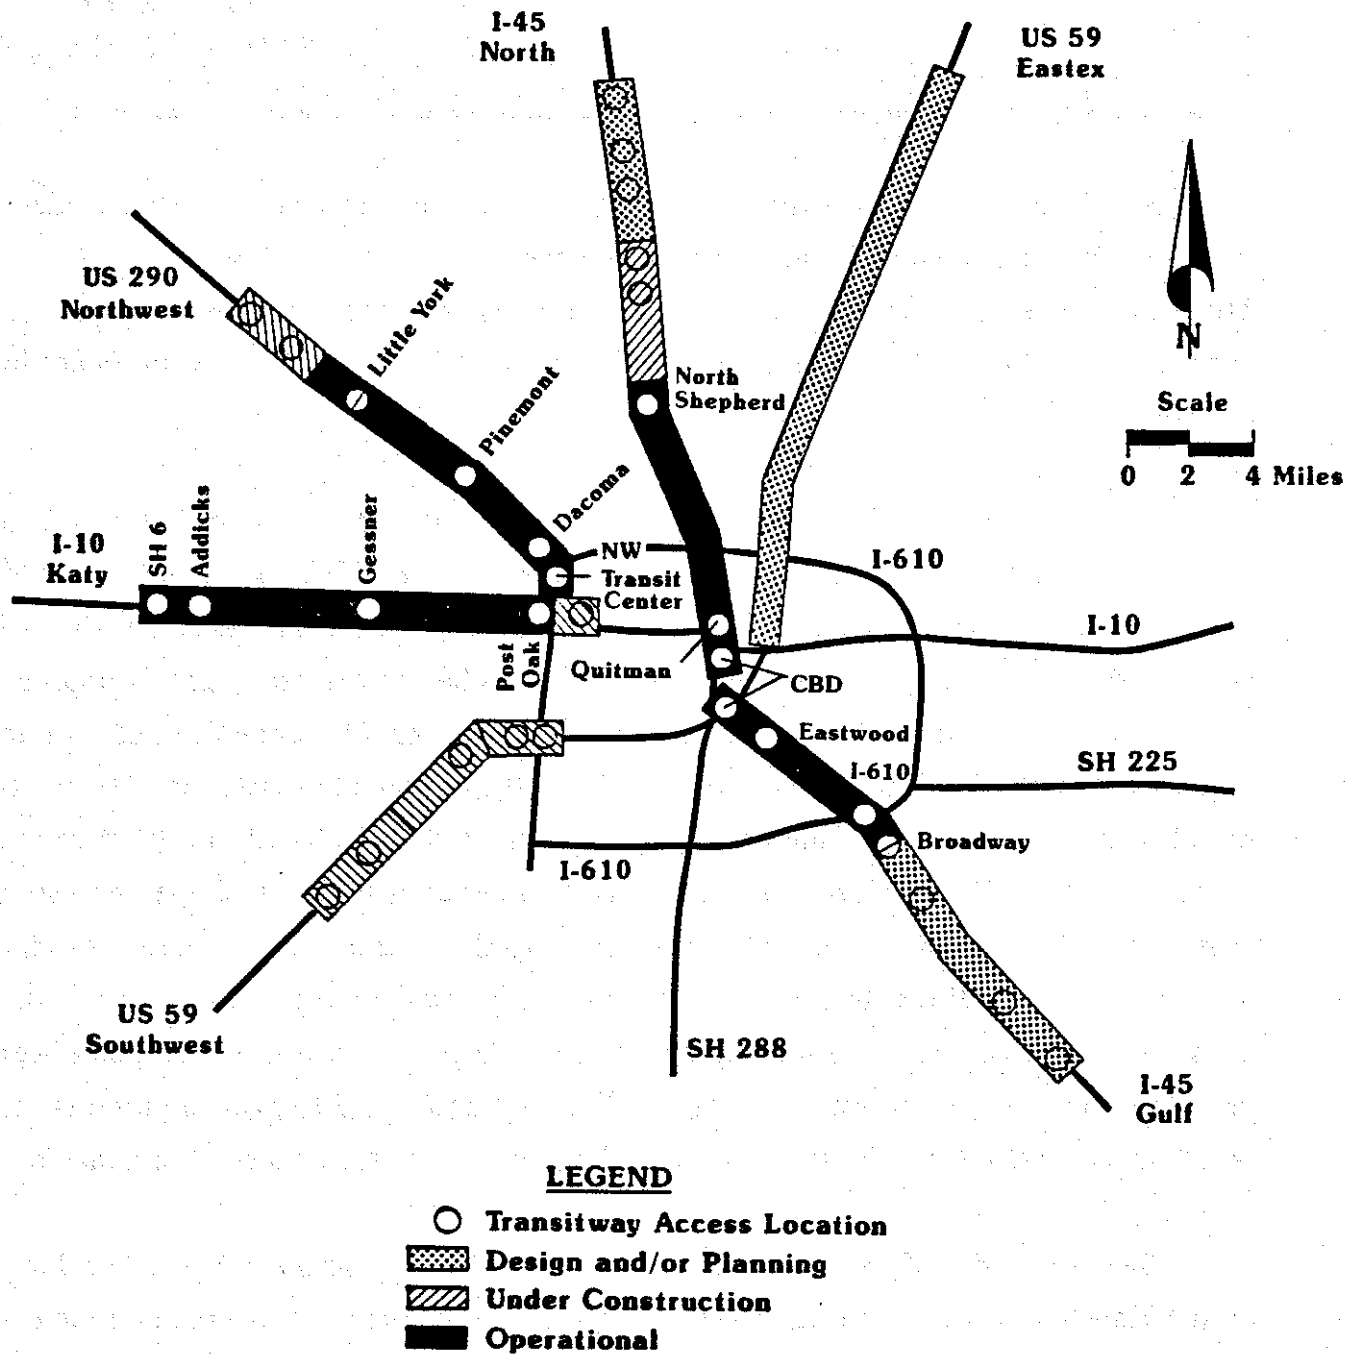 I-45
North
US 59
Eastex
US 290
Northwest
Little York
Pinemont
Dacoma
North
Shepherd
N
Scale
0 2 4 Miles
I-10
Katy
SH 6
Addicks
Gessner
NW
Transit
Center
I-610
I-10
Post
Oak
Quitman
CBD
Eastwood
I-610
SH 225
Broadway
I-610
US 59
Southwest
SH 288
I-45
Gulf
LEGEND
Transitway Access Location
Design and/or Planning
Under Construction
Operational